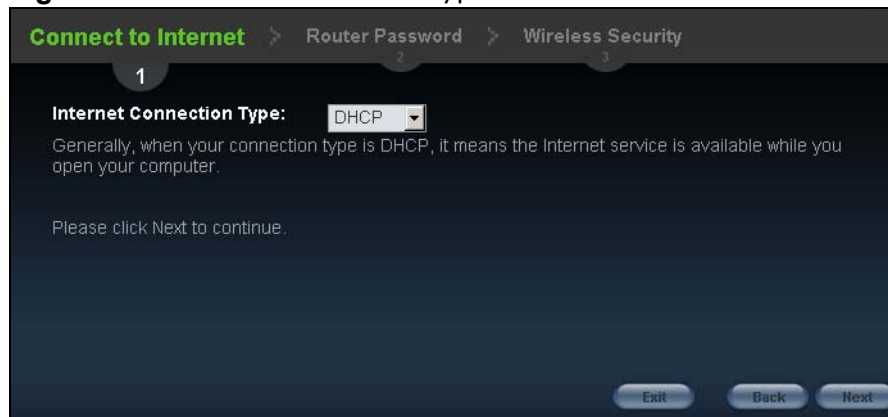 Connect to Internet > Router Password > Wireless Security
1 2 3
Internet Connection Type: DHCP
Generally, when your connection type is DHCP, it means the Internet service is available while you
open your computer.
Please click Next to continue.
Exit Back Next